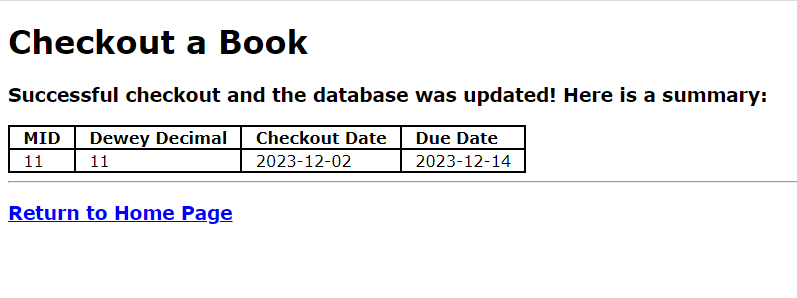 Checkout a Book
Successful checkout and the database was updated! Here is a summary:
MID Dewey Decimal Checkout Date Due Date
11 11 2023-12-02 2023-12-14
Return to Home Page